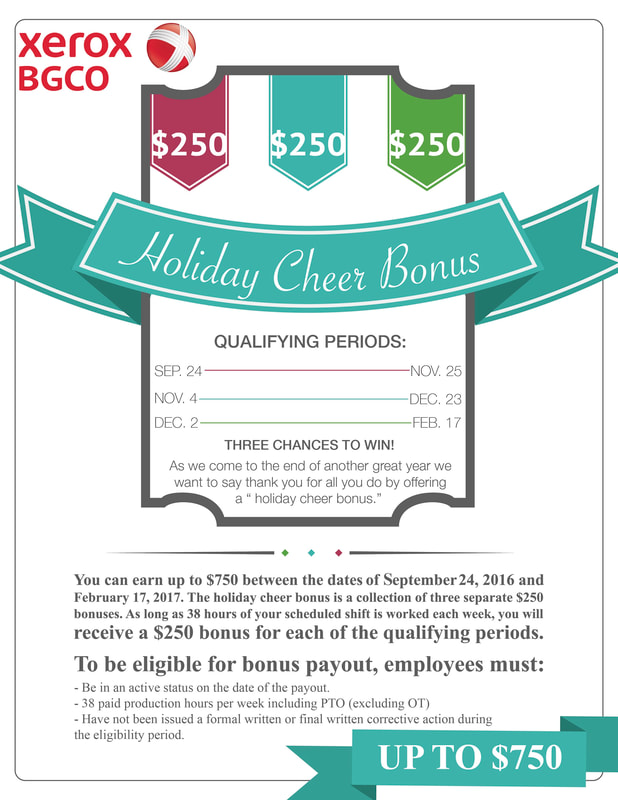 xerox
BGCO
$250 $250 $250
Holiday Cheer Bonus
QUALIFYING PERIODS:
SEP. 24 NOV. 25
NOV. 4 DEC. 23
DEC. 2 FEB. 17
THREE CHANCES TO WIN!
As we come to the end of another great year we
want to say thank you for all you do by offering
a “ holiday cheer bonus.”
You can earn up to $750 between the dates of September 24, 2016 and
February 17, 2017. The holiday cheer bonus is a collection of three separate $250
bonuses. As long as 38 hours of your scheduled shift is worked each week, you will
receive a $250 bonus for each of the qualifying periods.
To be eligible for bonus payout, employees must:
- Be in an active status on the date of the payout.
- 38 paid production hours per week including PTO (excluding OT)
- Have not been issued a formal written or final written corrective action during
the eligibility period.
UP TO $750